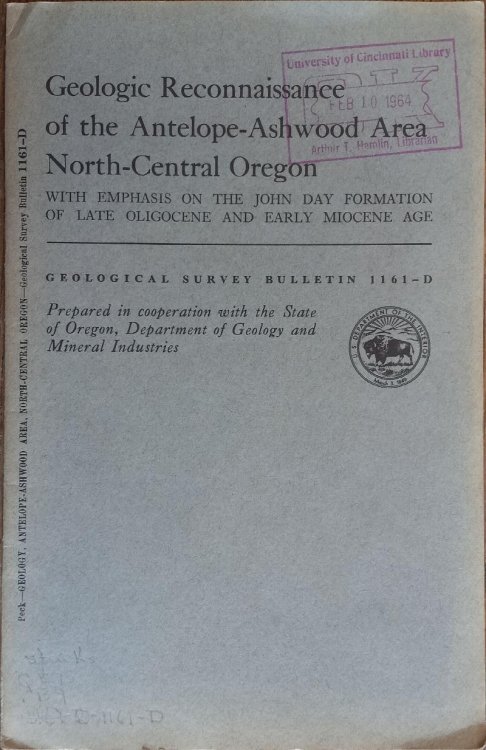 Geologic Reconnaissance
of the Antelope-Ashwood Area
North-Central Oregon
WITH EMPHASIS ON THE JOHN DAY FORMATION
OF LATE OLIGOCENE AND EARLY MIOCENE AGE
GEOLOGICAL SURVEY BULLETIN 1161-D
Prepared in cooperation with the State
of Oregon, Department of Geology and
Mineral Industries
U.S. DEPARTMENT OF THE INTERIOR
March 3, 1849
University of Cincinnati Library
FEB 10 1964
Arthur T. Hamlin, Librarian
Peck—GEOLOGY, ANTELOPE-ASHWOOD AREA, NORTH-CENTRAL OREGON—Geological Survey Bulletin 1161-D